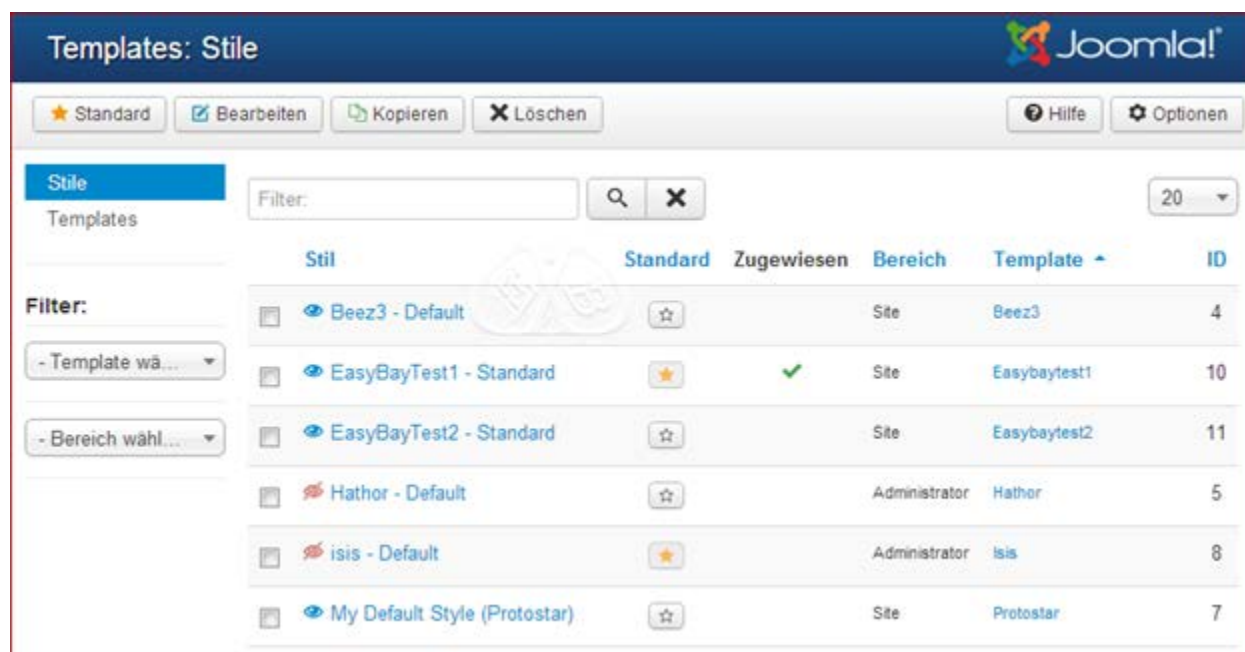 Templates: Stile
Joomla!
Standard Bearbeiten Kopieren Löschen Hilfe Optionen
Stile
Templates
Filter: 20
Stil Standard Zugewiesen Bereich Template ID
Filter:
- Template wä...
- Bereich wähl...
Beez3 - Default Site Beez3 4
EasyBayTest1 - Standard Site Easybaytest1 10
EasyBayTest2 - Standard Site Easybaytest2 11
Hathor - Default Administrator Hathor 5
isis - Default Administrator Isis 8
My Default Style (Protostar) Site Protostar 7